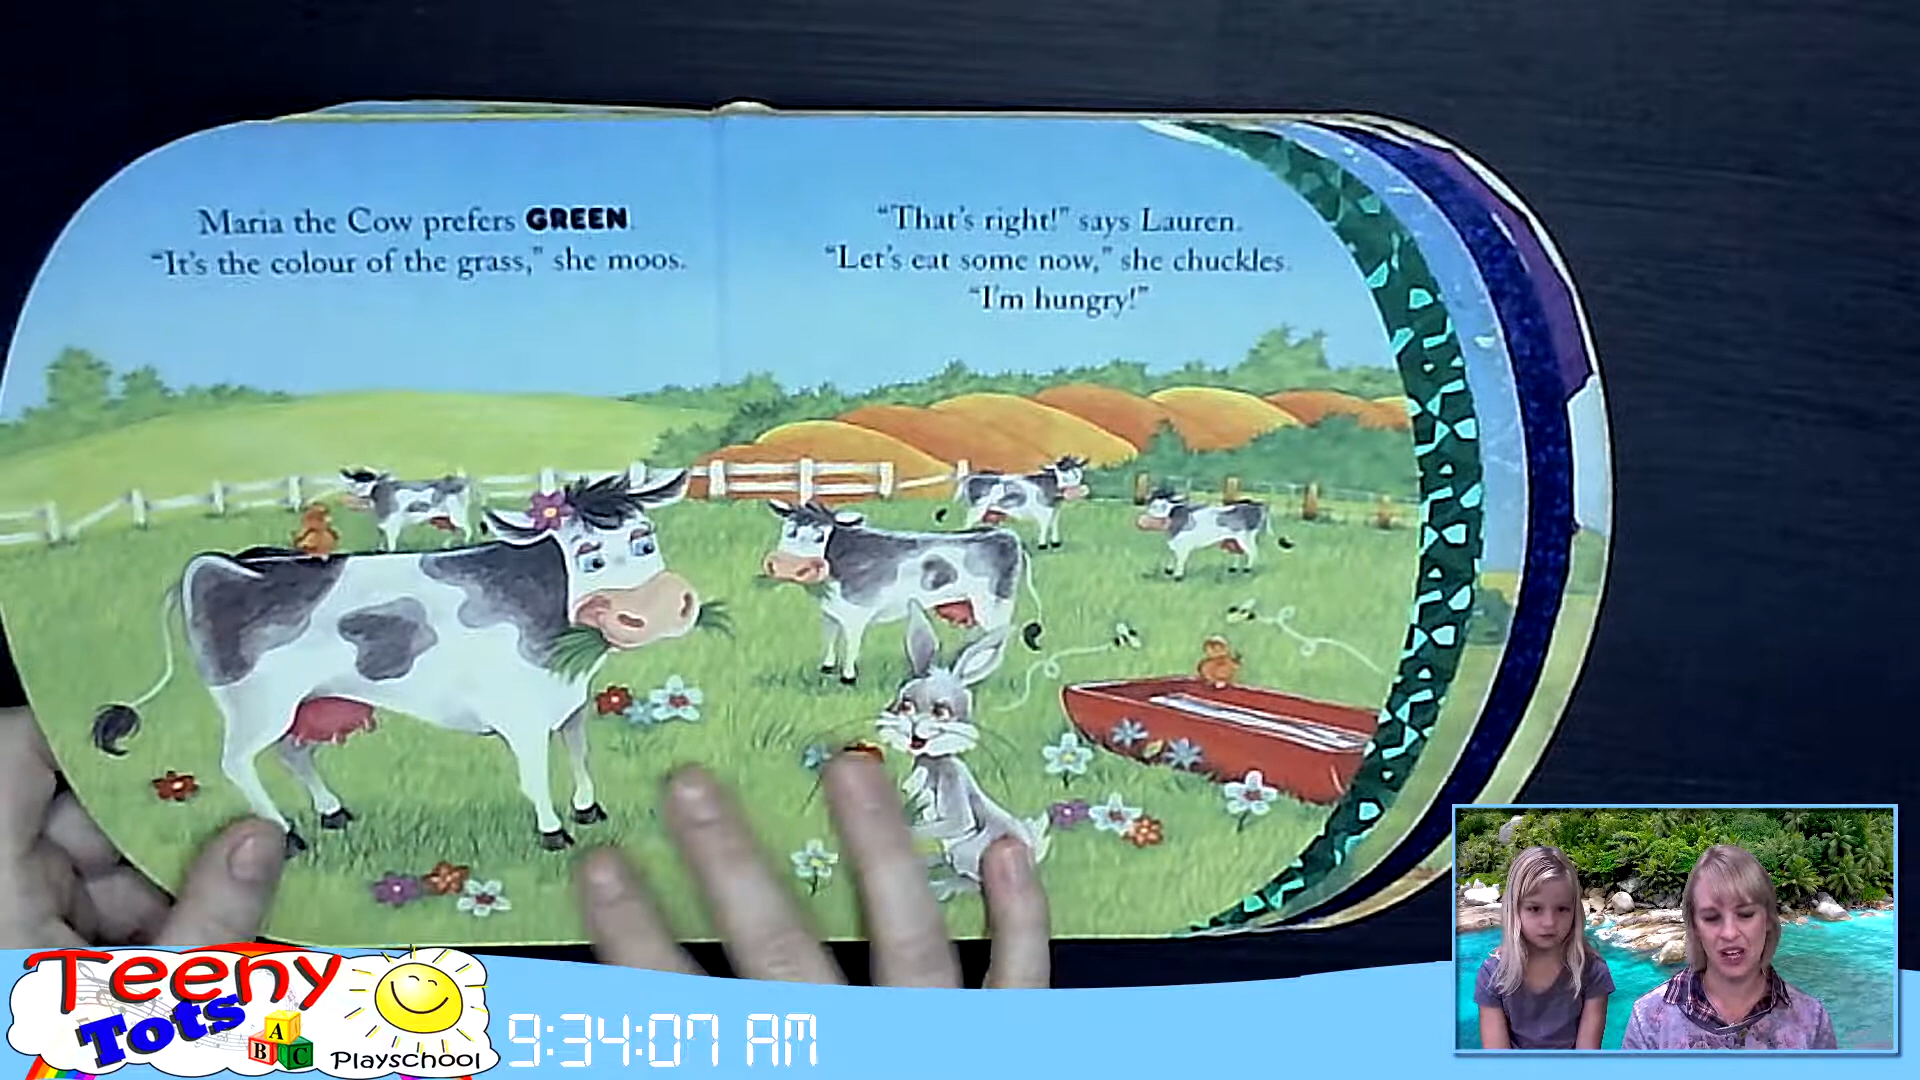 Maria the Cow prefers GREEN.
"It's the colour of the grass," she moos.
"That's right!" says Lauren.
"Let's eat some now," she chuckles.
"I'm hungry!"
Teeny
Tots
A
B C
Playschool
9:34:07 AM